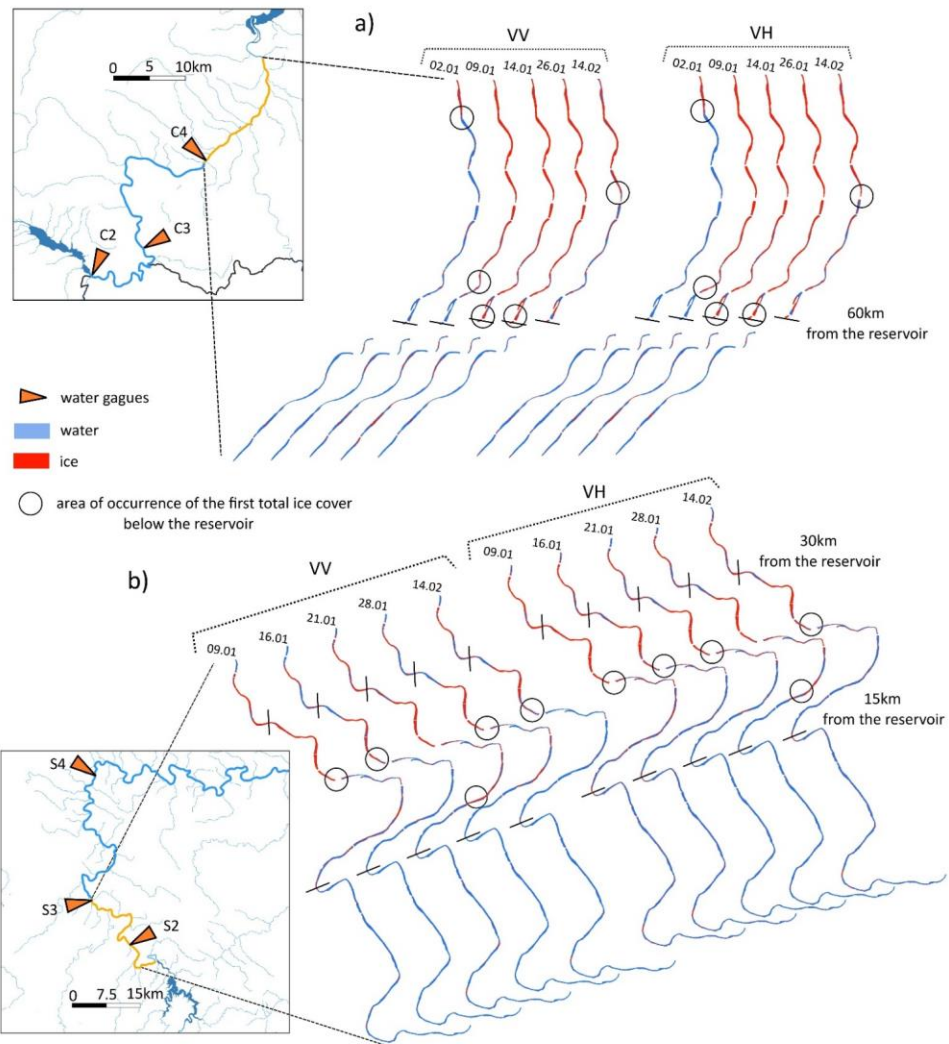 a)
VV
VH
02.01 09.01 14.01 26.01 14.02
02.01 09.01 14.01 26.01 14.02
0 5 10km
C4
C3
C2
60km
from the reservoir
water gagues
water
ice
area of occurrence of the first total ice cover
below the reservoir
b)
VV
VH
09.01 16.01 21.01 28.01 14.02
09.01 16.01 21.01 28.01 14.02
30km
from the reservoir
15km
from the reservoir
S4
S3
S2
0 7.5 15km